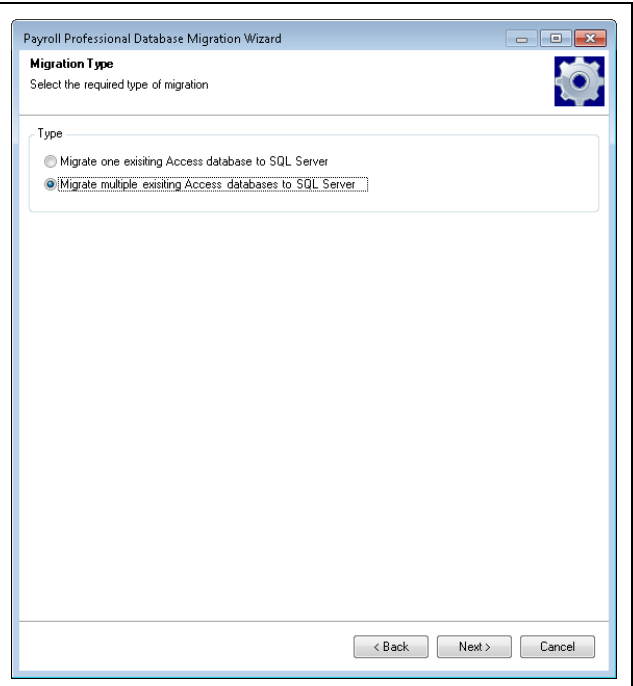 Payroll Professional Database Migration Wizard
Migration Type
Select the required type of migration
Type
Migrate one exisiting Access database to SQL Server
Migrate multiple exisiting Access databases to SQL Server
< Back
Next >
Cancel